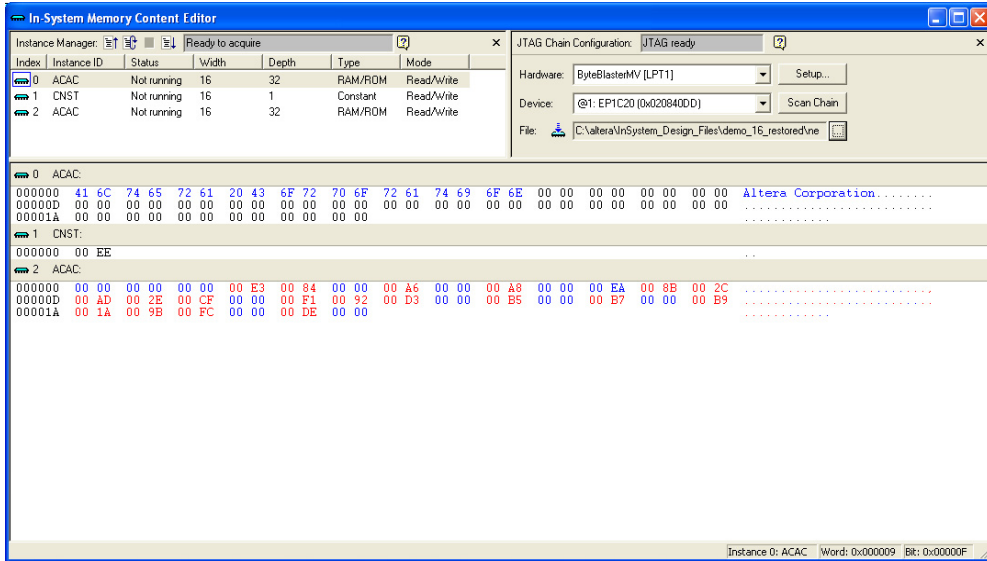 In-System Memory Content Editor
Instance Manager: Ready to acquire
JTAG Chain Configuration: JTAG ready
Index Instance ID Status Width Depth Type Mode
0 ACAC Not running 16 32 RAM/ROM Read/Write
1 CNST Not running 16 1 Constant Read/Write
2 ACAC Not running 16 32 RAM/ROM Read/Write
Hardware: ByteBlasterMV [LPT1] Setup...
Device: @1: EP1C20 (0x020840DD) Scan Chain
File: C:\altera\InSystem_Design_Files\demo_16_restored\ne
0 ACAC:
000000 41 6C 74 65 72 61 20 43 6F 72 70 6F 72 61 74 69 6F 6E 00 00 00 00 00 00 00 00 Altera Corporation........
00000D 00 00 00 00 00 00 00 00 00 00 00 00 00 00 00 00 00 00 00 00 00 00 00 00 00 00 ..........................
00001A 00 00 00 00 00 00 00 00 00 00 00 00 ............
1 CNST:
000000 00 EE ..
2 ACAC:
000000 00 00 00 00 00 00 00 E3 00 84 00 00 00 A6 00 00 00 A8 00 00 00 EA 00 8B 00 2C .........................,
00000D 00 AD 00 2E 00 CF 00 00 00 F1 00 92 00 D3 00 00 00 B5 00 00 00 B7 00 00 00 B9 ..........................
00001A 00 1A 00 9B 00 FC 00 00 00 DE 00 00 ............
Instance 0: ACAC Word: 0x000009 Bit: 0x00000F